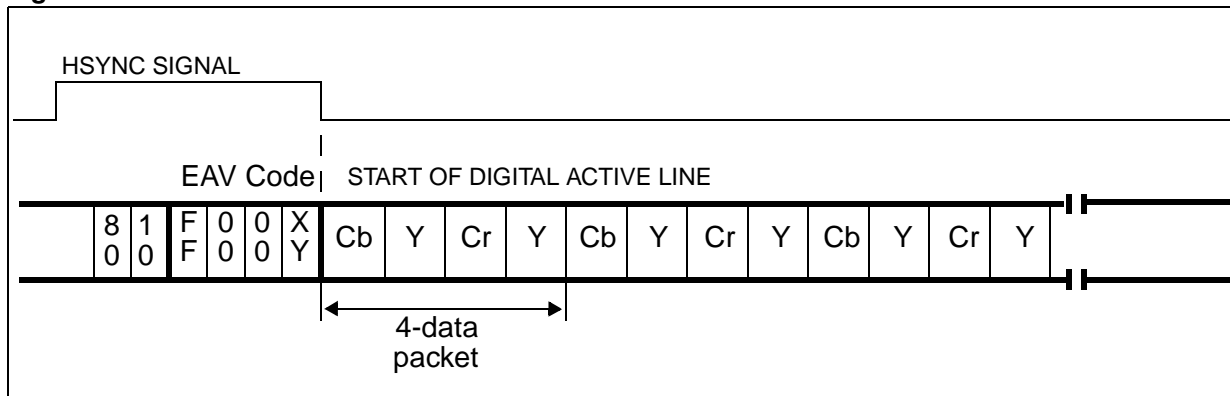 HSYNC SIGNAL
EAV Code
START OF DIGITAL ACTIVE LINE
8 1 F 0 0 X Cb Y Cr Y Cb Y Cr Y Cb Y Cr Y
0 0 F 0 0 Y
4-data
packet